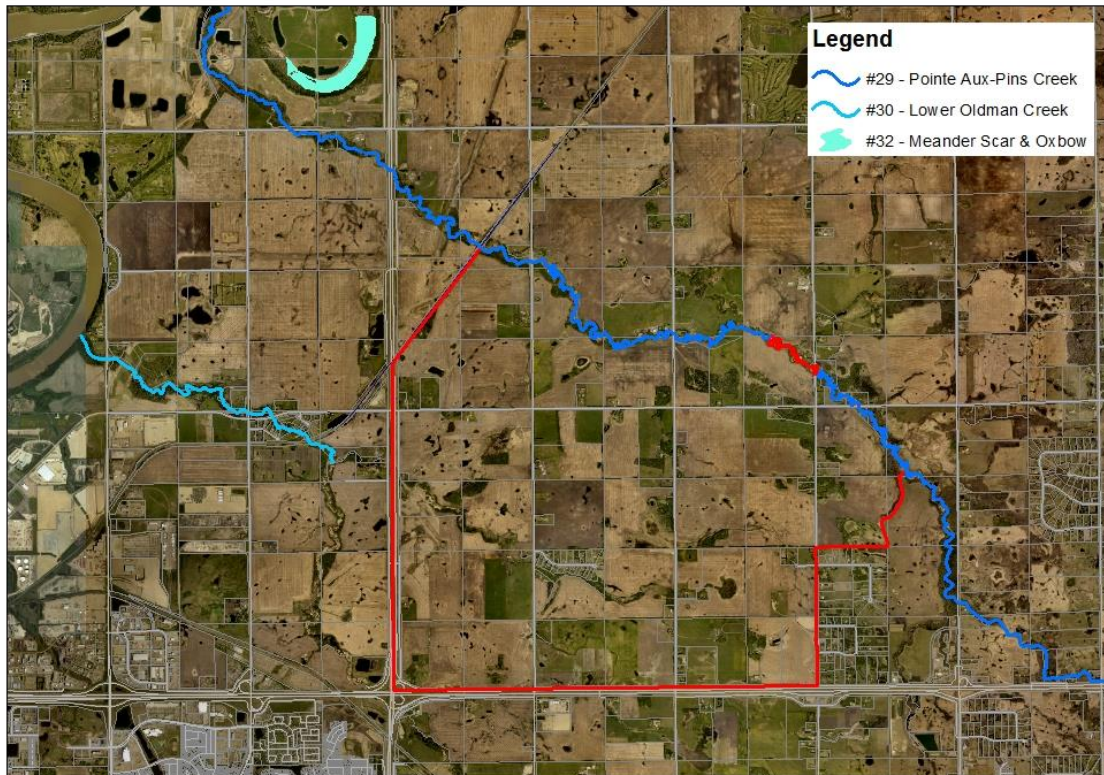 Legend
#29 - Pointe Aux-Pins Creek
#30 - Lower Oldman Creek
#32 - Meander Scar & Oxbow